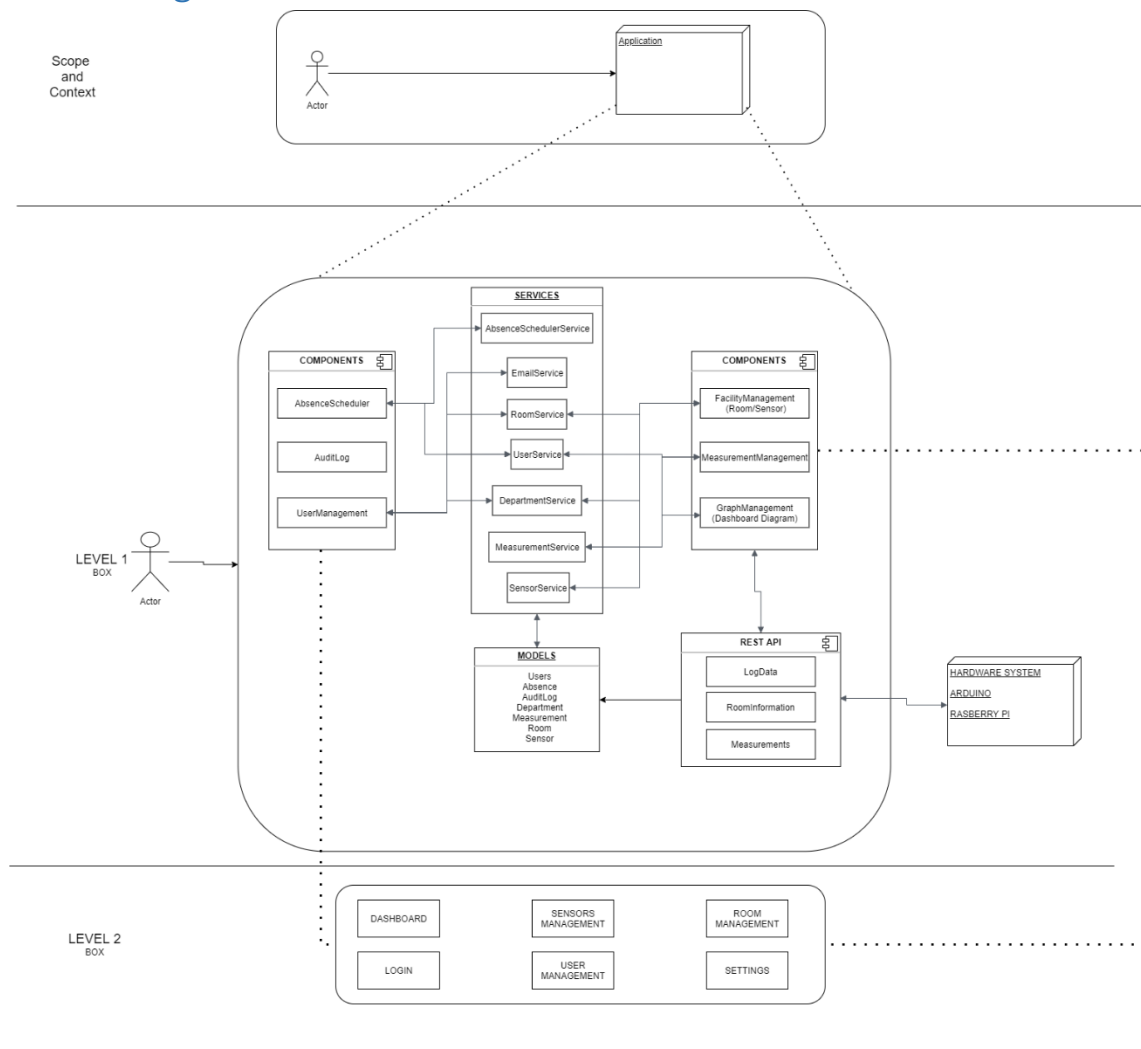 Scope
and
Context
Application
Actor
SERVICES
AbsenceSchedulerService
EmailService
RoomService
UserService
DepartmentService
MeasurementService
SensorService
COMPONENTS
AbsenceScheduler
AuditLog
UserManagement
COMPONENTS
FacilityManagement
(Room/Sensor)
MeasurementManagement
GraphManagement
(Dashboard Diagram)
LEVEL 1
BOX
Actor
MODELS
Users
Absence
AuditLog
Department
Measurement
Room
Sensor
REST API
LogData
RoomInformation
Measurements
HARDWARE SYSTEM
ARDUINO
RASBERRY PI
LEVEL 2
BOX
DASHBOARD
SENSORS
MANAGEMENT
ROOM
MANAGEMENT
LOGIN
USER
MANAGEMENT
SETTINGS